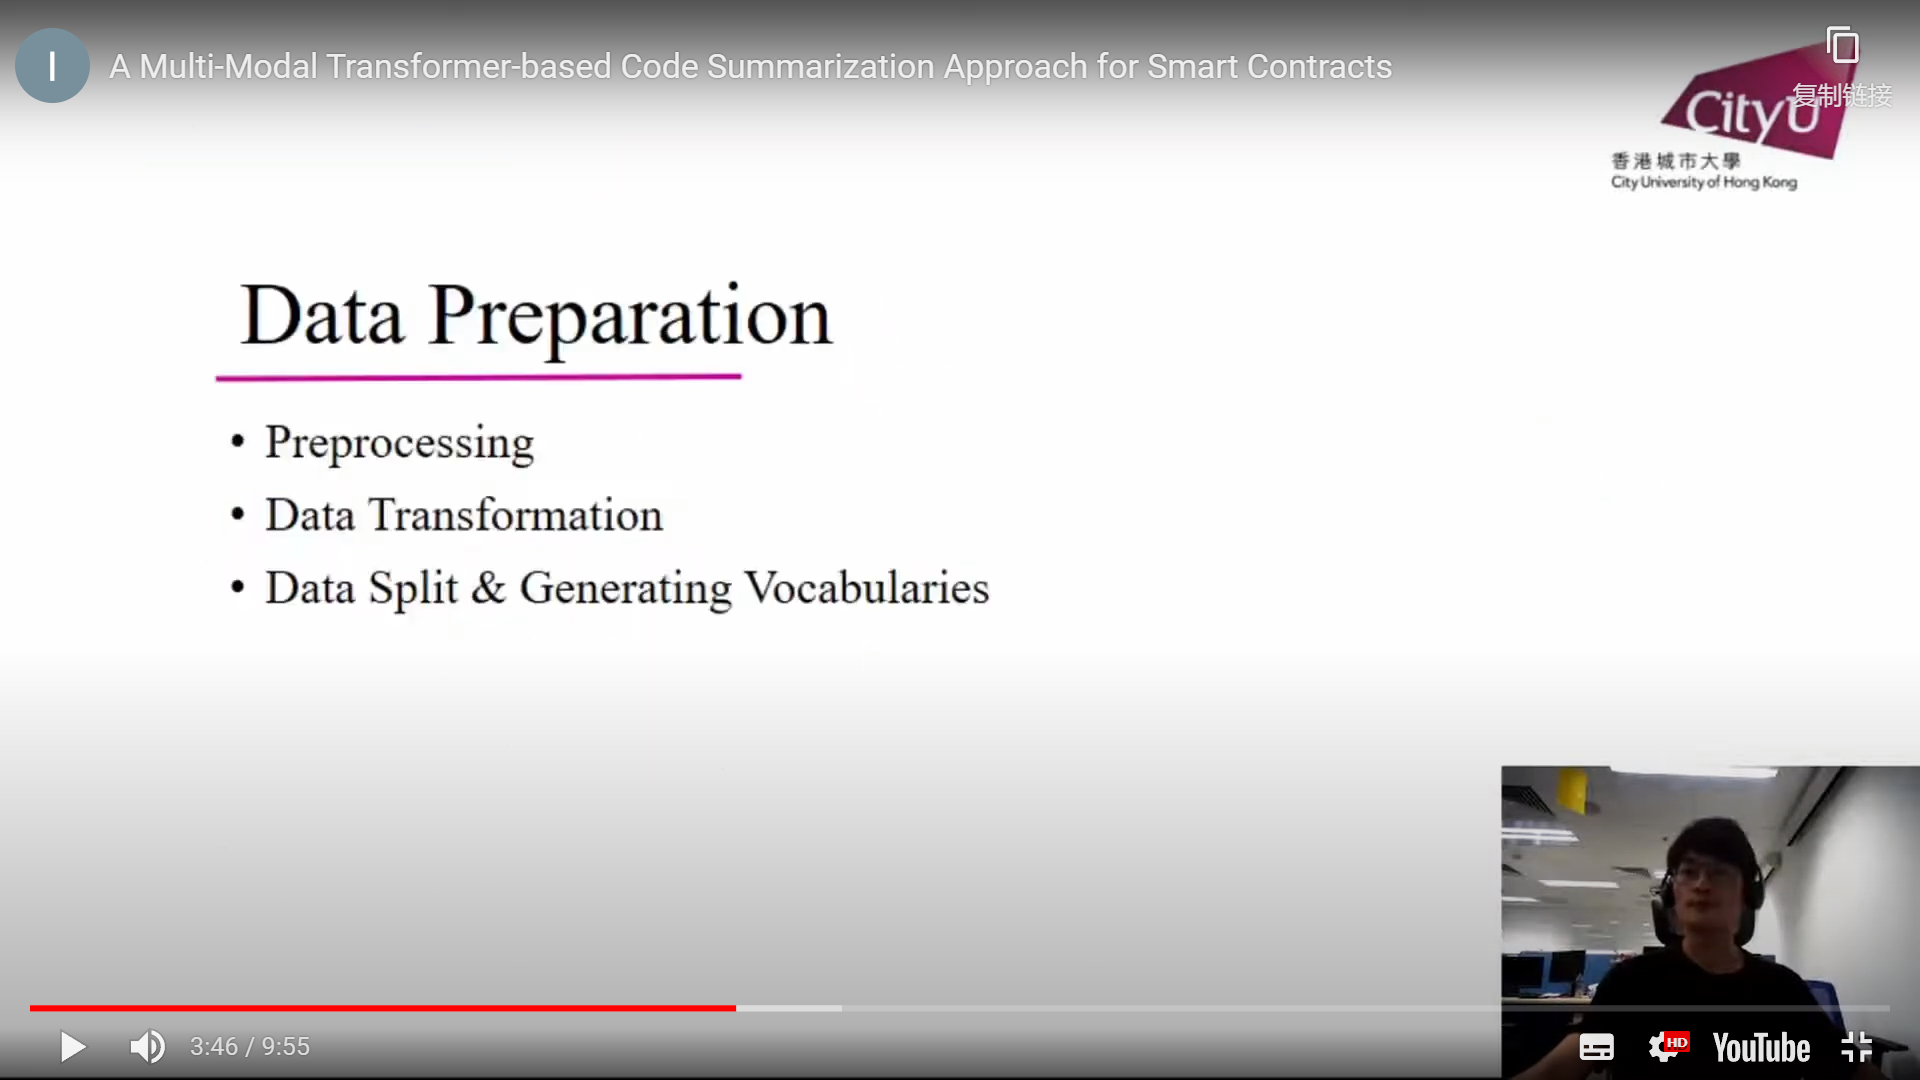 A Multi-Modal Transformer-based Code Summarization Approach for Smart Contracts
复制链接
CityU
香港城市大學
City University of Hong Kong
Data Preparation
• Preprocessing
• Data Transformation
• Data Split & Generating Vocabularies
3:46 / 9:55
HD
YouTube